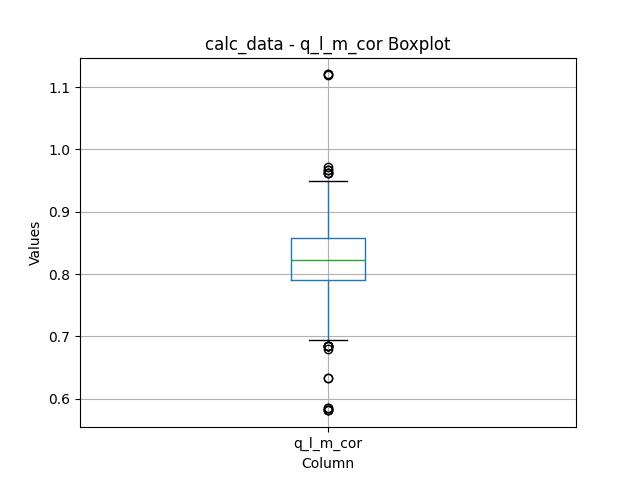 calc_data - q_l_m_cor Boxplot
1.1
1.0
0.9
0.8
0.7
0.6
Values
q_l_m_cor
Column